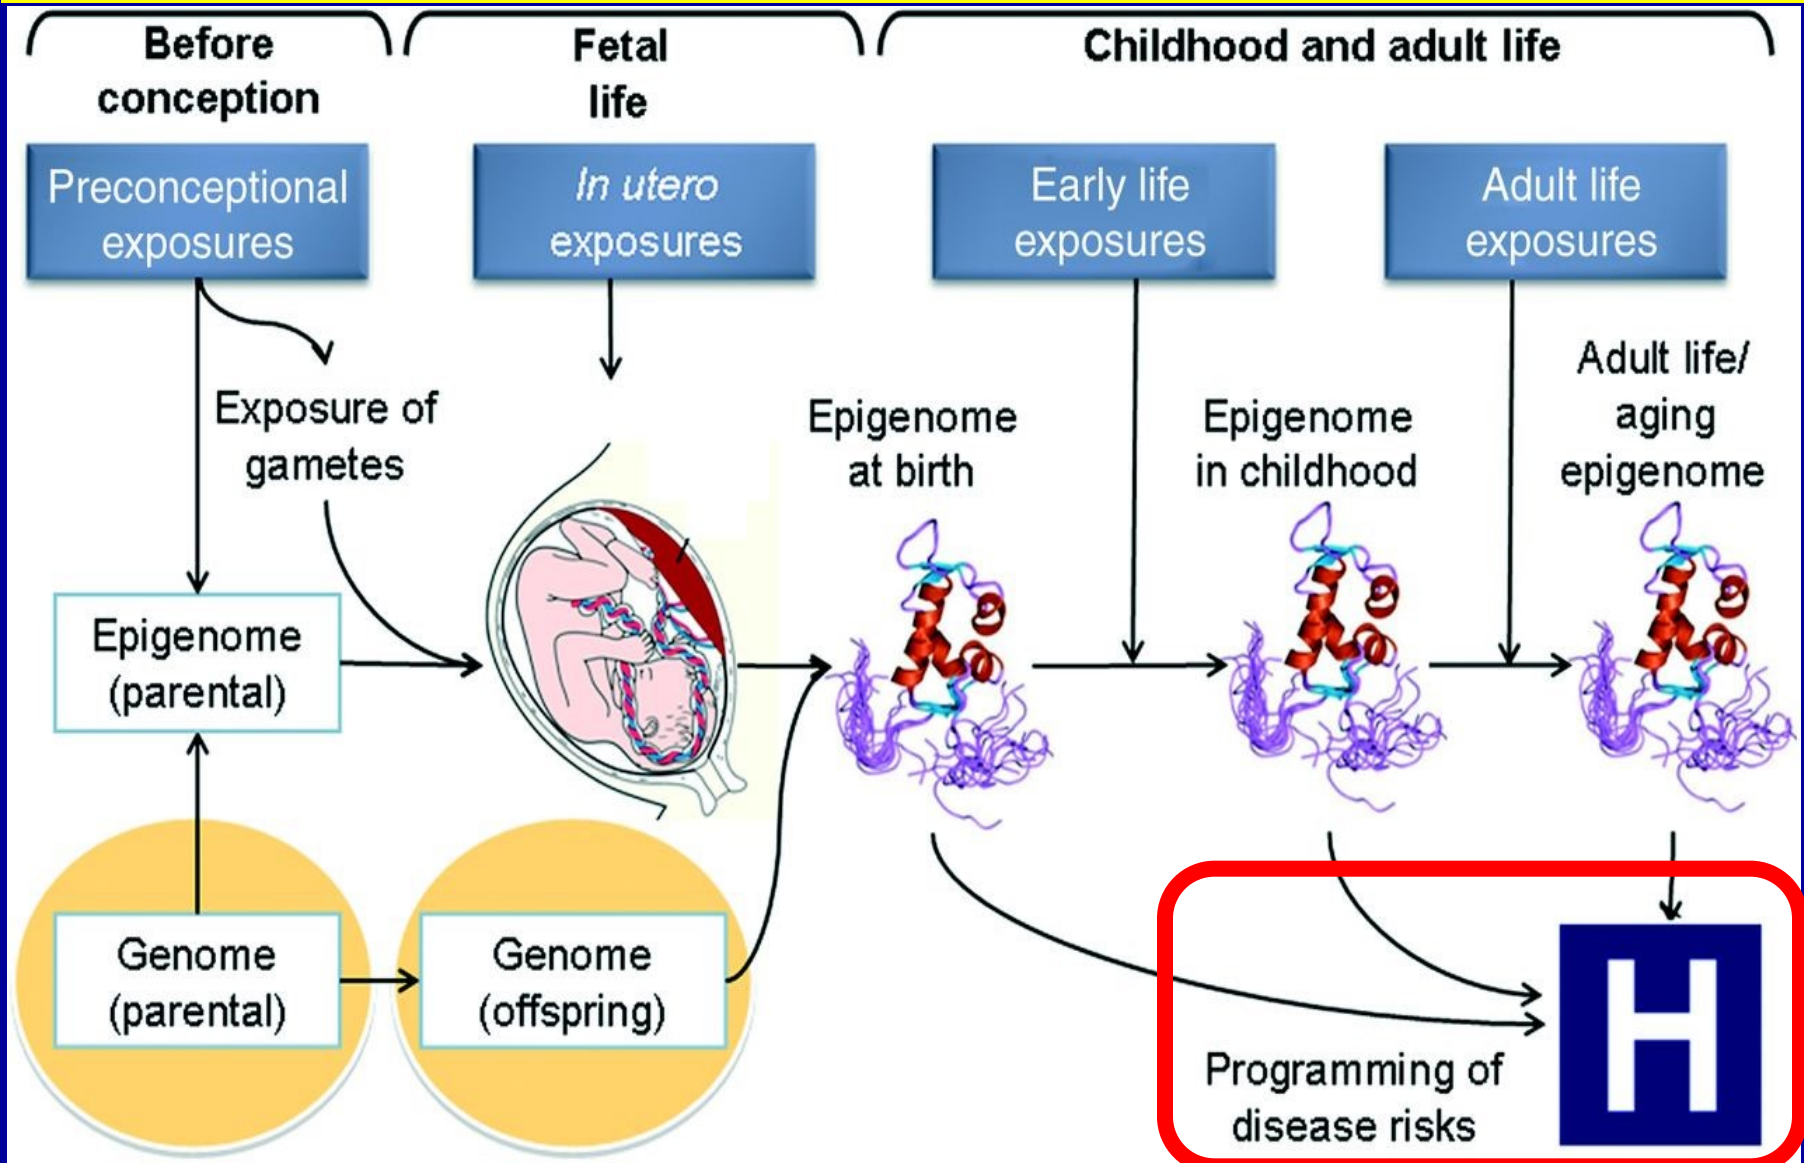 Before
conception
Fetal
life
Childhood and adult life
Preconceptional
exposures
In utero
exposures
Early life
exposures
Adult life
exposures
Exposure of
gametes
Epigenome
at birth
Epigenome
in childhood
Adult life/
aging
epigenome
Epigenome
(parental)
Genome
(parental)
Genome
(offspring)
Programming of
disease risks
H